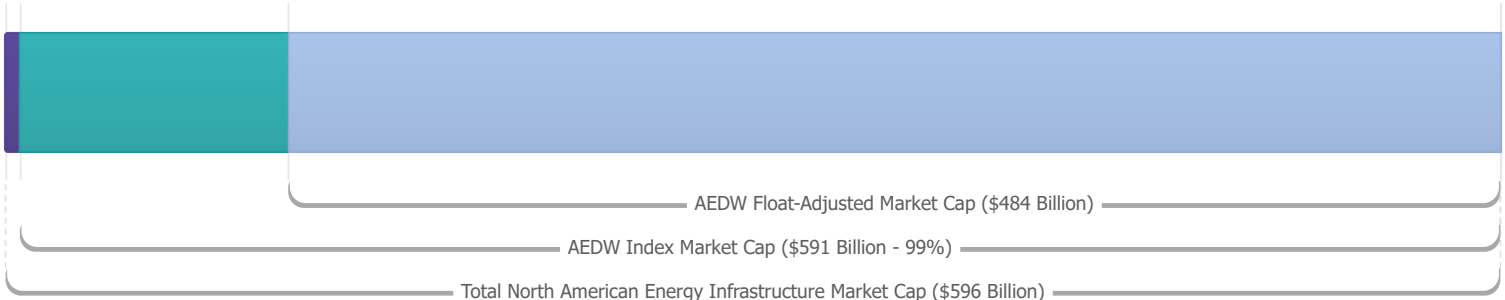 AEDW Float-Adjusted Market Cap ($484 Billion)
AEDW Index Market Cap ($591 Billion - 99%)
Total North American Energy Infrastructure Market Cap ($596 Billion)